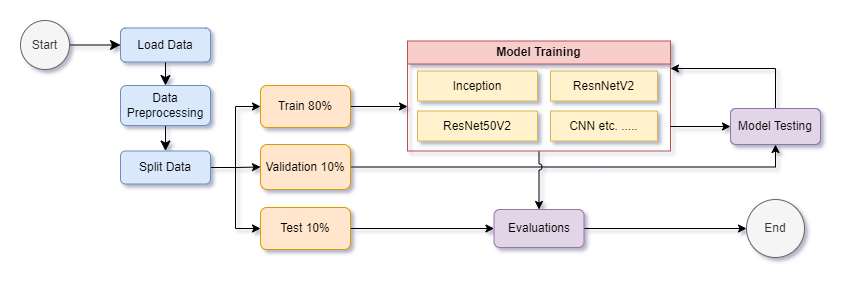 Start
Load Data
Data
Preprocessing
Split Data
Train 80%
Validation 10%
Test 10%
Model Training
Inception
ResnNetV2
ResNet50V2
CNN etc. .....
Model Testing
Evaluations
End